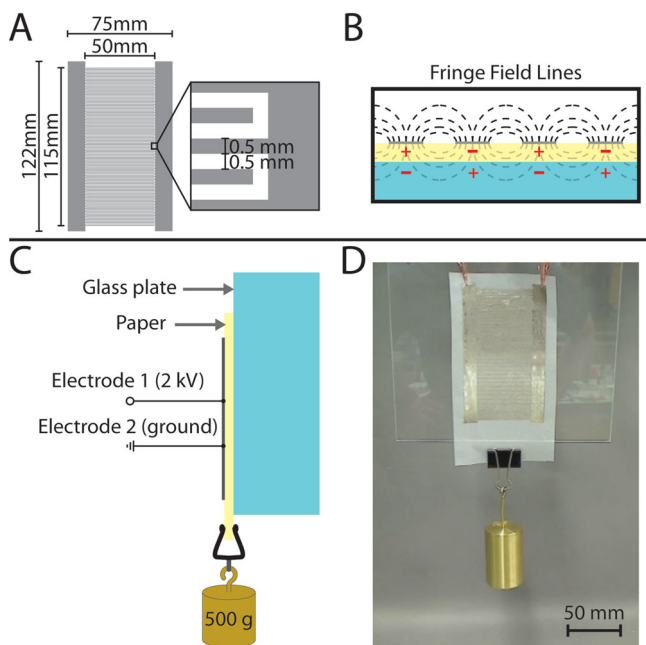 A
75mm
50mm
122mm
115mm
0.5 mm
0.5 mm
B
Fringe Field Lines
+ - + -
- + - +
C
Glass plate
Paper
Electrode 1 (2 kV)
Electrode 2 (ground)
500 g
D
50 mm